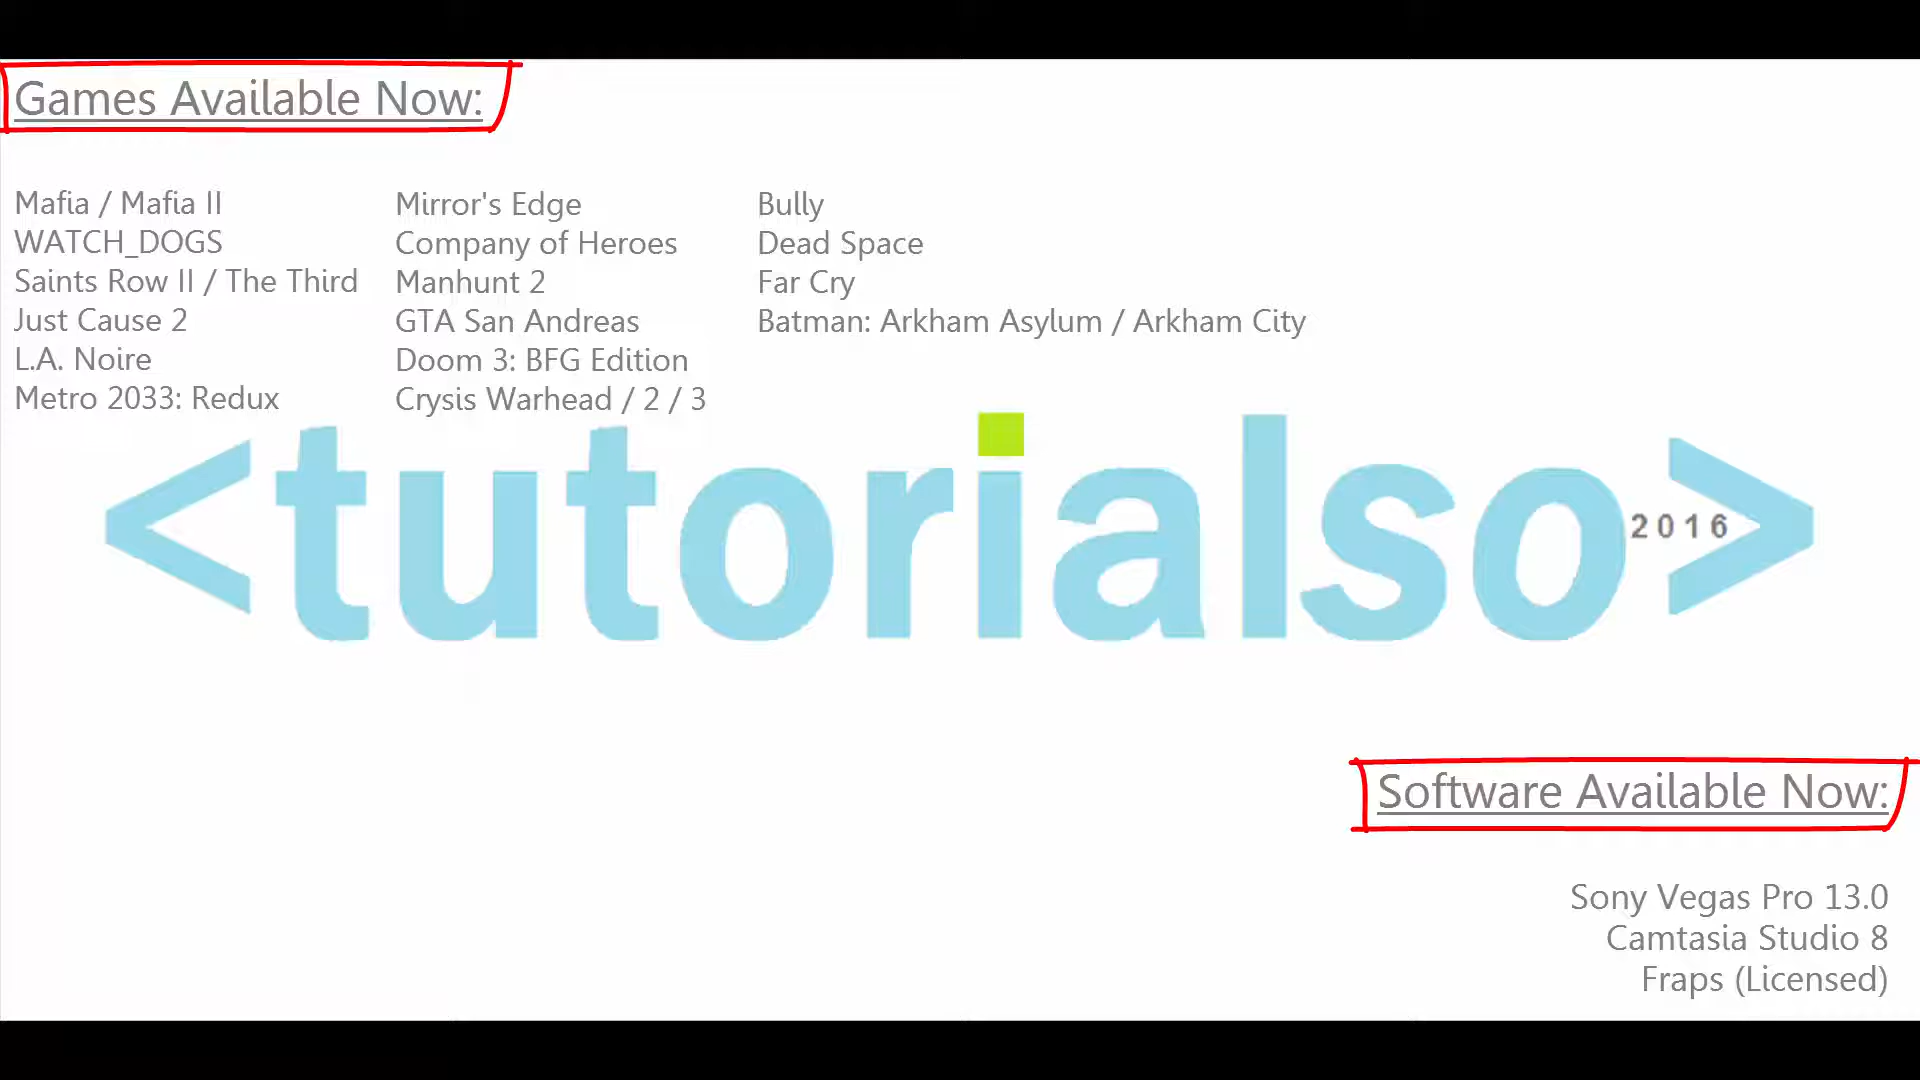 Games Available Now:
Mafia / Mafia II
WATCH_DOGS
Saints Row II / The Third
Just Cause 2
L.A. Noire
Metro 2033: Redux
Mirror's Edge
Company of Heroes
Manhunt 2
GTA San Andreas
Doom 3: BFG Edition
Crysis Warhead / 2 / 3
Bully
Dead Space
Far Cry
Batman: Arkham Asylum / Arkham City
<tutorialso 2016>
Software Available Now:
Sony Vegas Pro 13.0
Camtasia Studio 8
Fraps (Licensed)